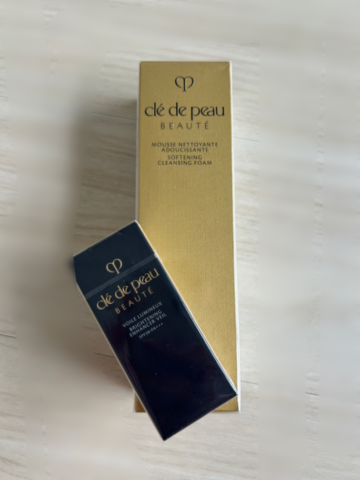 clé de peau
BEAUTÉ
MOUSSE NETTOYANTE
ADOUCISSANTE
SOFTENING
CLEANSING FOAM
clé de peau
BEAUTÉ
VOILE LUMINEUX
BRIGHTENING
ENHANCER VEIL